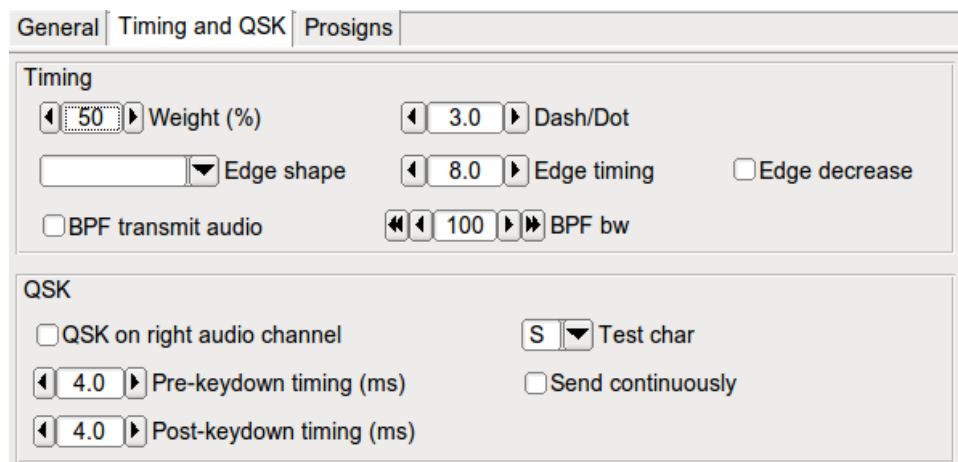 General Timing and QSK Prosigns
Timing
50 Weight (%) 3.0 Dash/Dot
Edge shape 8.0 Edge timing Edge decrease
BPF transmit audio 100 BPF bw
QSK
QSK on right audio channel S Test char
4.0 Pre-keydown timing (ms) Send continuously
4.0 Post-keydown timing (ms)